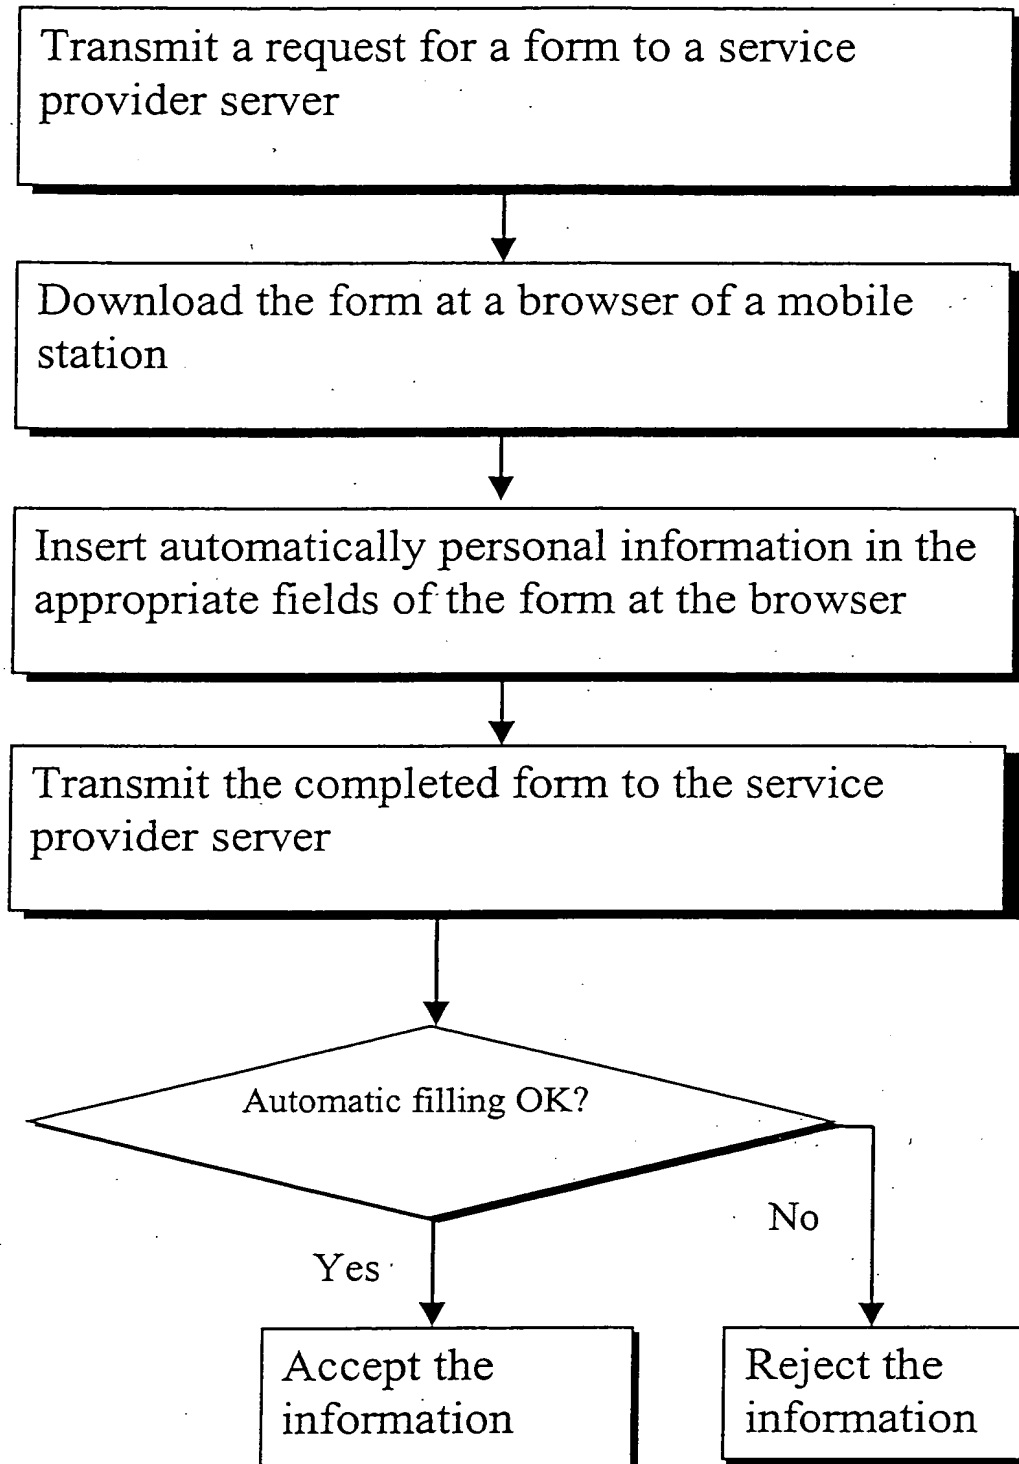 Transmit a request for a form to a service
provider server
Download the form at a browser of a mobile
station
Insert automatically personal information in the
appropriate fields of the form at the browser
Transmit the completed form to the service
provider server
Automatic filling OK?
No
Yes
Accept the
information
Reject the
information